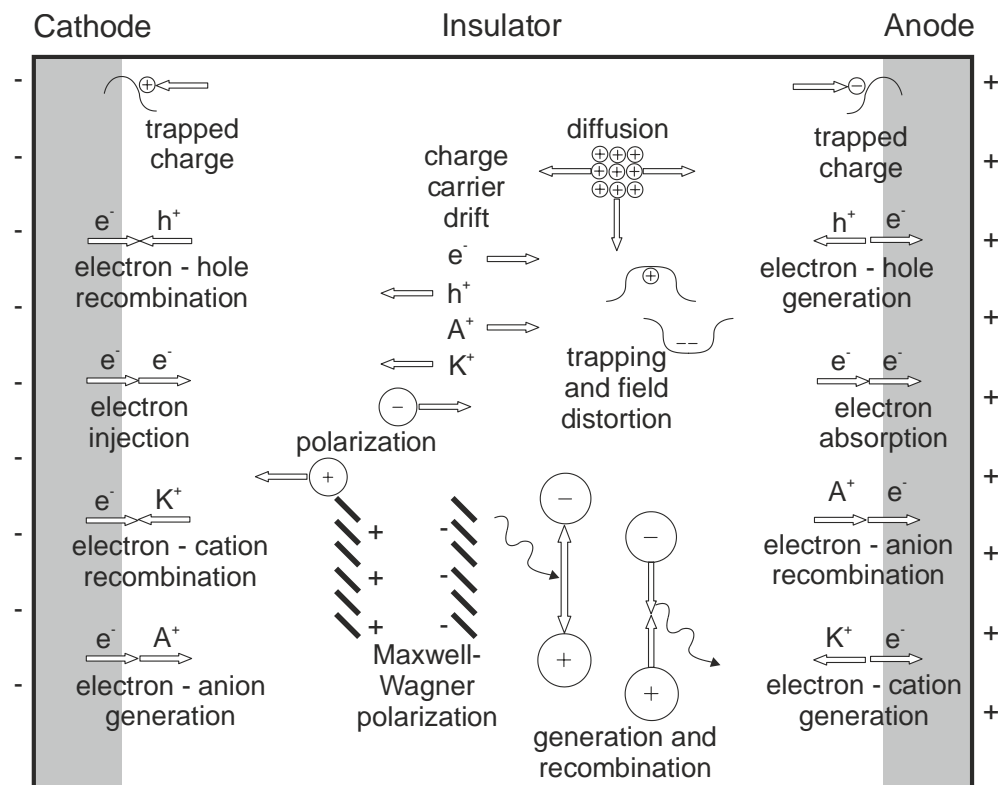 Cathode
Insulator
Anode
trapped
charge
e⁻ h⁺
electron - hole
recombination
e⁻ e⁻
electron
injection
e⁻ K⁺
electron - cation
recombination
e⁻ A⁺
electron - anion
generation
charge
carrier
drift
e⁻
h⁺
A⁺
K⁺
polarization
Maxwell-
Wagner
polarization
diffusion
trapping
and field
distortion
generation and
recombination
trapped
charge
h⁺ e⁻
electron - hole
generation
e⁻ e⁻
electron
absorption
A⁺ e⁻
electron - anion
recombination
K⁺ e⁻
electron - cation
generation